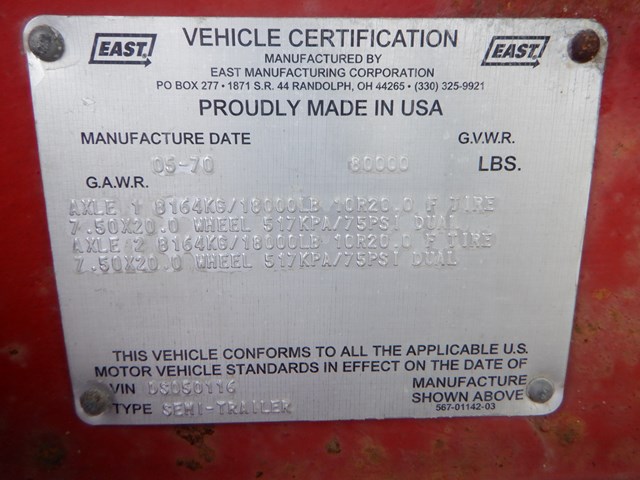 EAST VEHICLE CERTIFICATION EAST
MANUFACTURED BY
EAST MANUFACTURING CORPORATION
PO BOX 277 • 1871 S.R. 44 RANDOLPH, OH 44265 • (330) 325-9921
PROUDLY MADE IN USA
MANUFACTURE DATE G.V.W.R.
05-70 80000 LBS.
G.A.W.R.
AXLE 1 8164KG/18000LB 10R20.0 F TIRE
7.50X20.0 WHEEL 517KPA/75PSI DUAL
AXLE 2 8164KG/18000LB 10R20.0 F TIRE
7.50X20.0 WHEEL 517KPA/75PSI DUAL
THIS VEHICLE CONFORMS TO ALL THE APPLICABLE U.S.
MOTOR VEHICLE STANDARDS IN EFFECT ON THE DATE OF
VIN DSD50116 MANUFACTURE
TYPE SEMI-TRAILER SHOWN ABOVE
567-01142-03